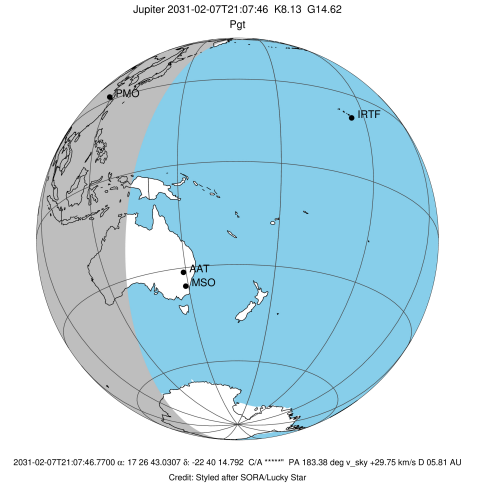 Jupiter 2031-02-07T21:07:46  K8.13  G14.62
Pgt
PMO
IRTF
AAT
MSO
2031-02-07T21:07:46.7700 α: 17 26 43.0307 δ: -22 40 14.792  C/A *****"  PA 183.38 deg v_sky +29.75 km/s D 05.81 AU
Credit: Styled after SORA/Lucky Star